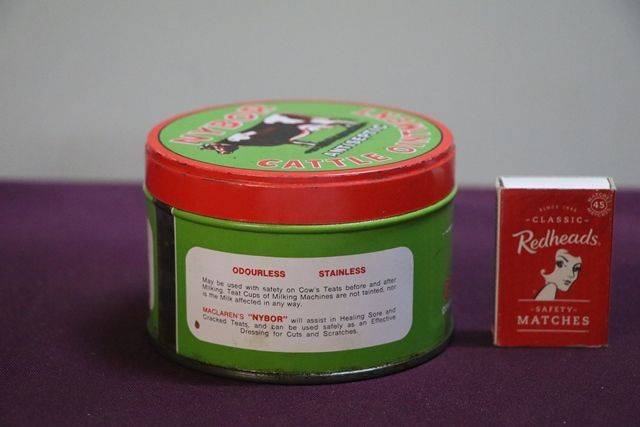 NYBOR
ANTISEPTIC
CATTLE OINTMENT
ODOURLESS STAINLESS
May be used with safety on Cow's Teats before and after
Milking. Teat Cups of Milking Machines are not tainted, nor
is the Milk affected in any way.
MACLAREN'S "NYBOR" will assist in Healing Sore and
Cracked Teats, and can be used safely as an Effective
Dressing for Cuts and Scratches.
45
SINCE 1946
CLASSIC
Redheads.
SAFETY
MATCHES